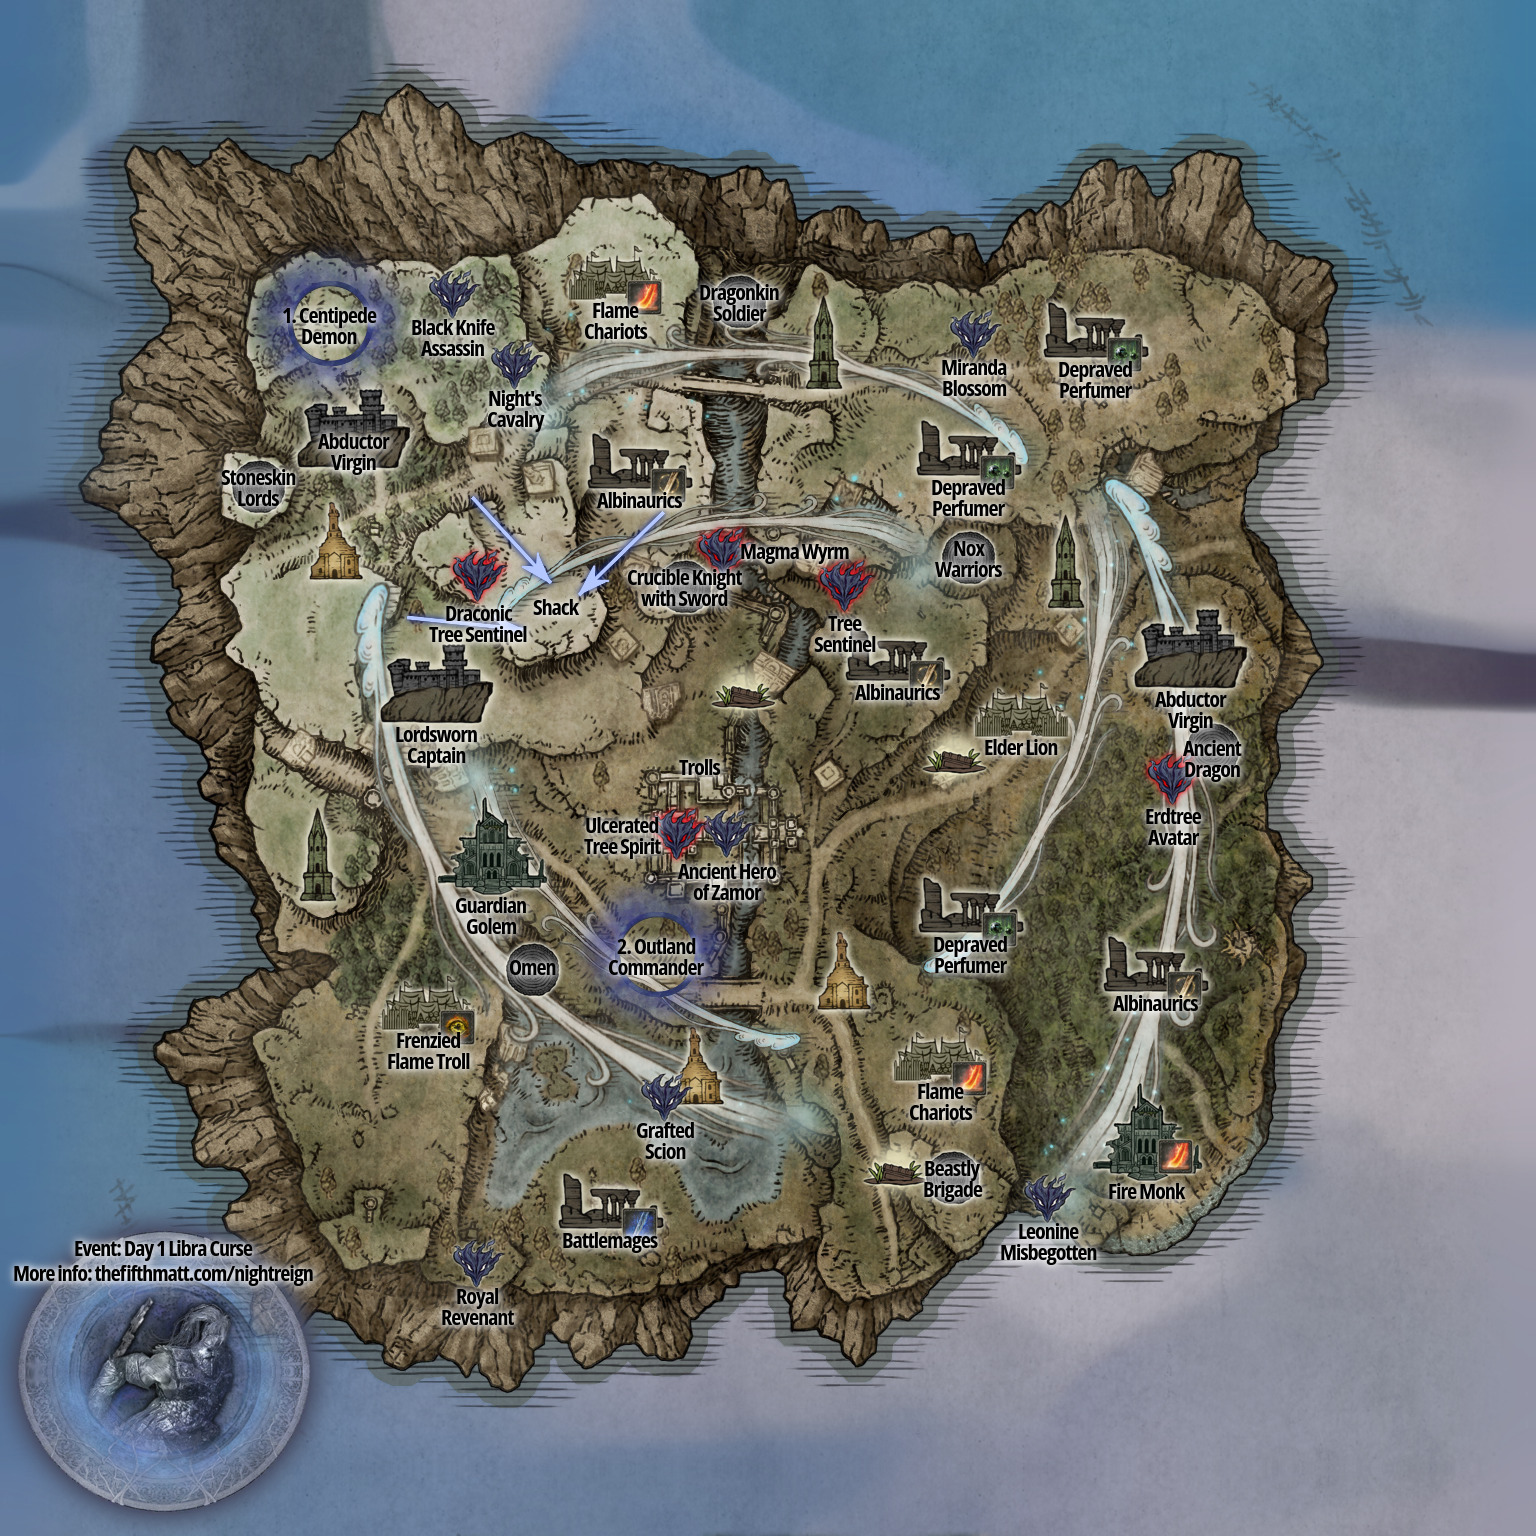 1. Centipede
Demon
Black Knife
Assassin
Night's
Cavalry
Flame
Chariots
Dragonkin
Soldier
Miranda
Blossom
Depraved
Perfumer
Abductor
Virgin
Stoneskin
Lords
Albinaurics
Depraved
Perfumer
Magma Wyrm
Nox
Warriors
Crucible Knight
with Sword
Shack
Draconic
Tree Sentinel
Tree
Sentinel
Albinaurics
Abductor
Virgin
Lordsworn
Captain
Elder Lion
Ancient
Dragon
Trolls
Erdtree
Avatar
Ulcerated
Tree Spirit
Ancient Hero
of Zamor
Guardian
Golem
2. Outland
Commander
Omen
Depraved
Perfumer
Albinaurics
Frenzied
Flame Troll
Flame
Chariots
Grafted
Scion
Beastly
Brigade
Fire Monk
Leonine
Misbegotten
Battlemages
Royal
Revenant
Event: Day 1 Libra Curse
More info: thefifthmatt.com/nightreign